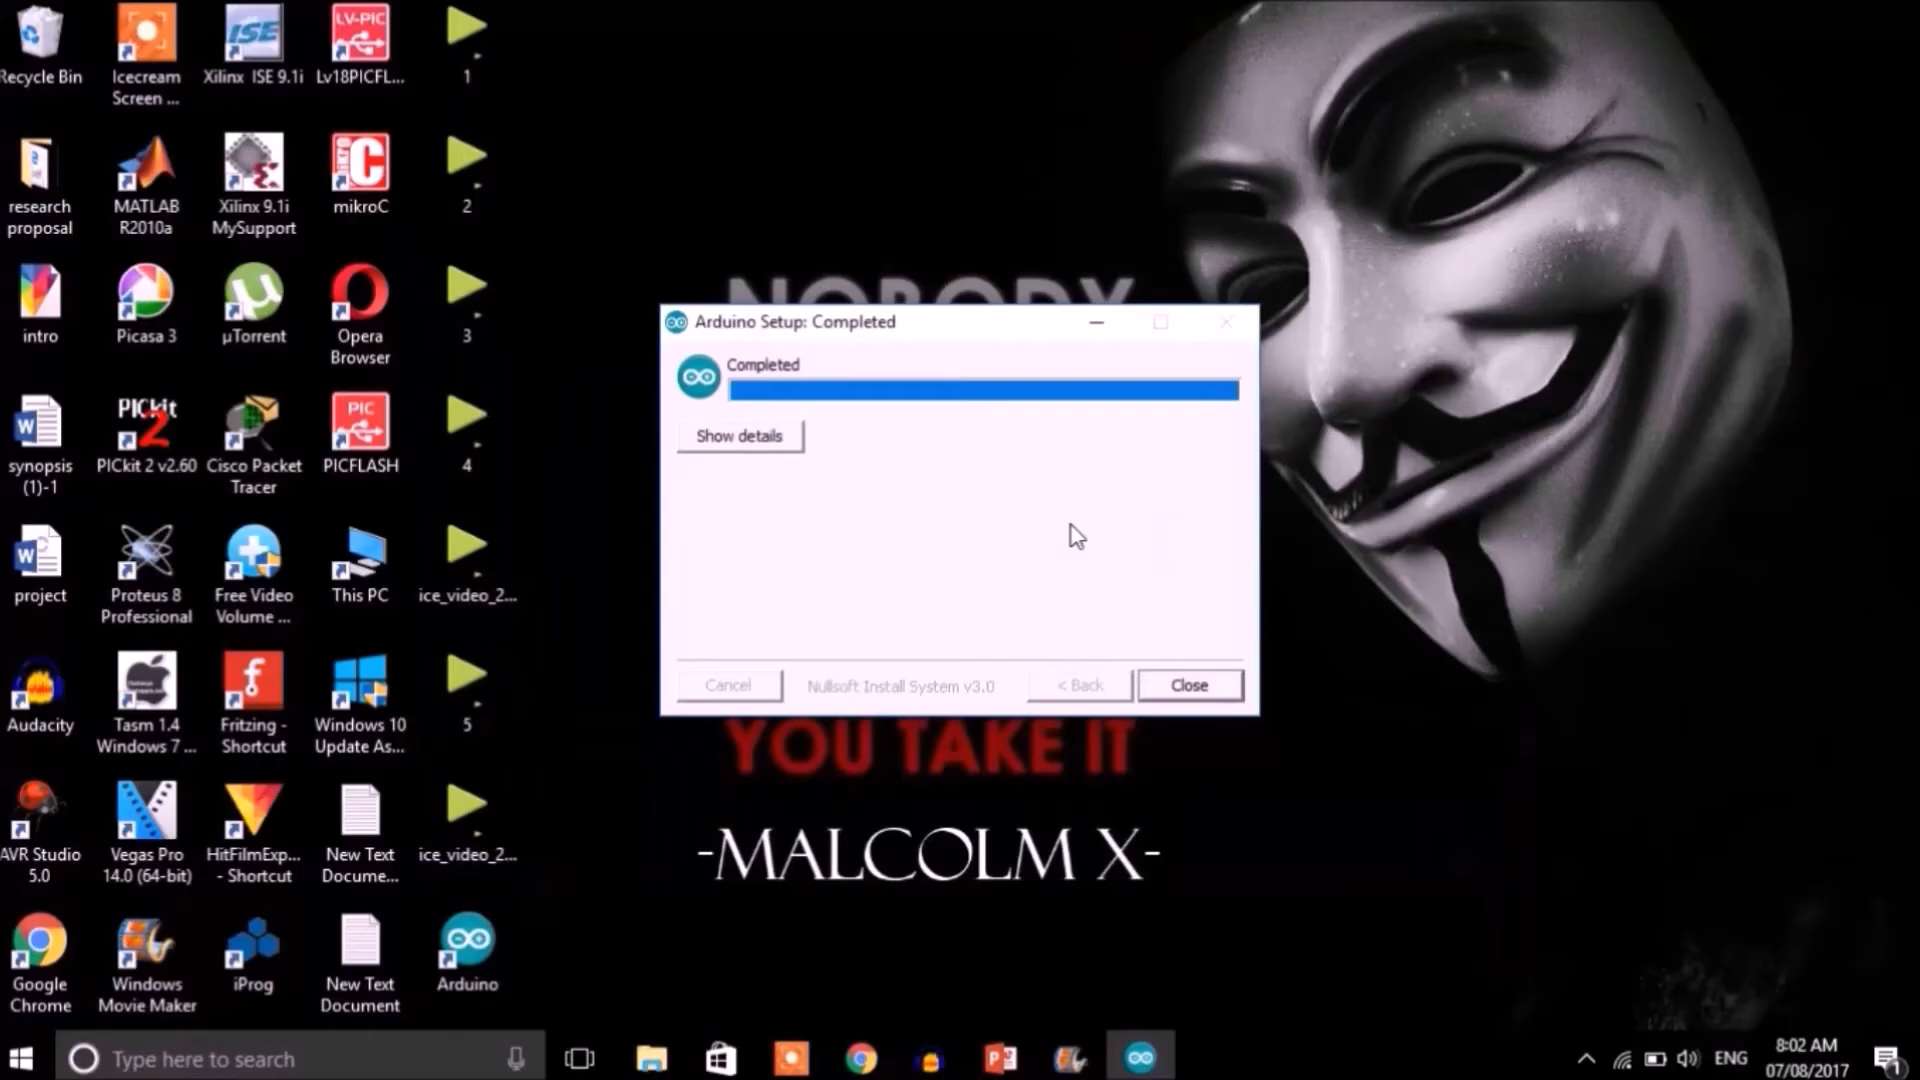 Recycle Bin
Icecream
Screen ...
Xilinx ISE 9.1i
LV-PIC
Lv18PICFL...
1
research
proposal
MATLAB
R2010a
Xilinx 9.1i
MySupport
mikroC
2
intro
Picasa 3
µTorrent
Opera
Browser
3
synopsis
(1)-1
PICkit
2
PICkit 2 v2.60
Cisco Packet
Tracer
PIC
PICFLASH
4
project
Proteus 8
Professional
Free Video
Volume ...
This PC
ice_video_2...
Audacity
Tasm 1.4
Windows 7 ...
Fritzing -
Shortcut
Windows 10
Update As...
5
AVR Studio
5.0
Vegas Pro
14.0 (64-bit)
HitFilmExp...
- Shortcut
New Text
Docume...
ice_video_2...
Google
Chrome
Windows
Movie Maker
iProg
New Text
Document
Arduino
NOBODY
Arduino Setup: Completed
Completed
Show details
Cancel
Nullsoft Install System v3.0
< Back
Close
YOU TAKE IT
-MALCOLM X-
Type here to search
ENG
8:02 AM
07/08/2017
1